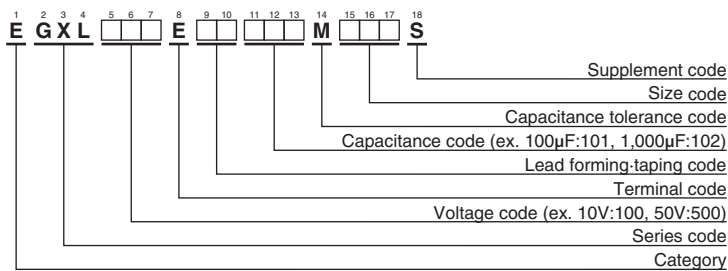 1 2 3 4 5 6 7 8 9 10 11 12 13 14 15 16 17 18
E G X L E M S
Supplement code
Size code
Capacitance tolerance code
Capacitance code (ex. 100µF:101, 1,000µF:102)
Lead forming·taping code
Terminal code
Voltage code (ex. 10V:100, 50V:500)
Series code
Category